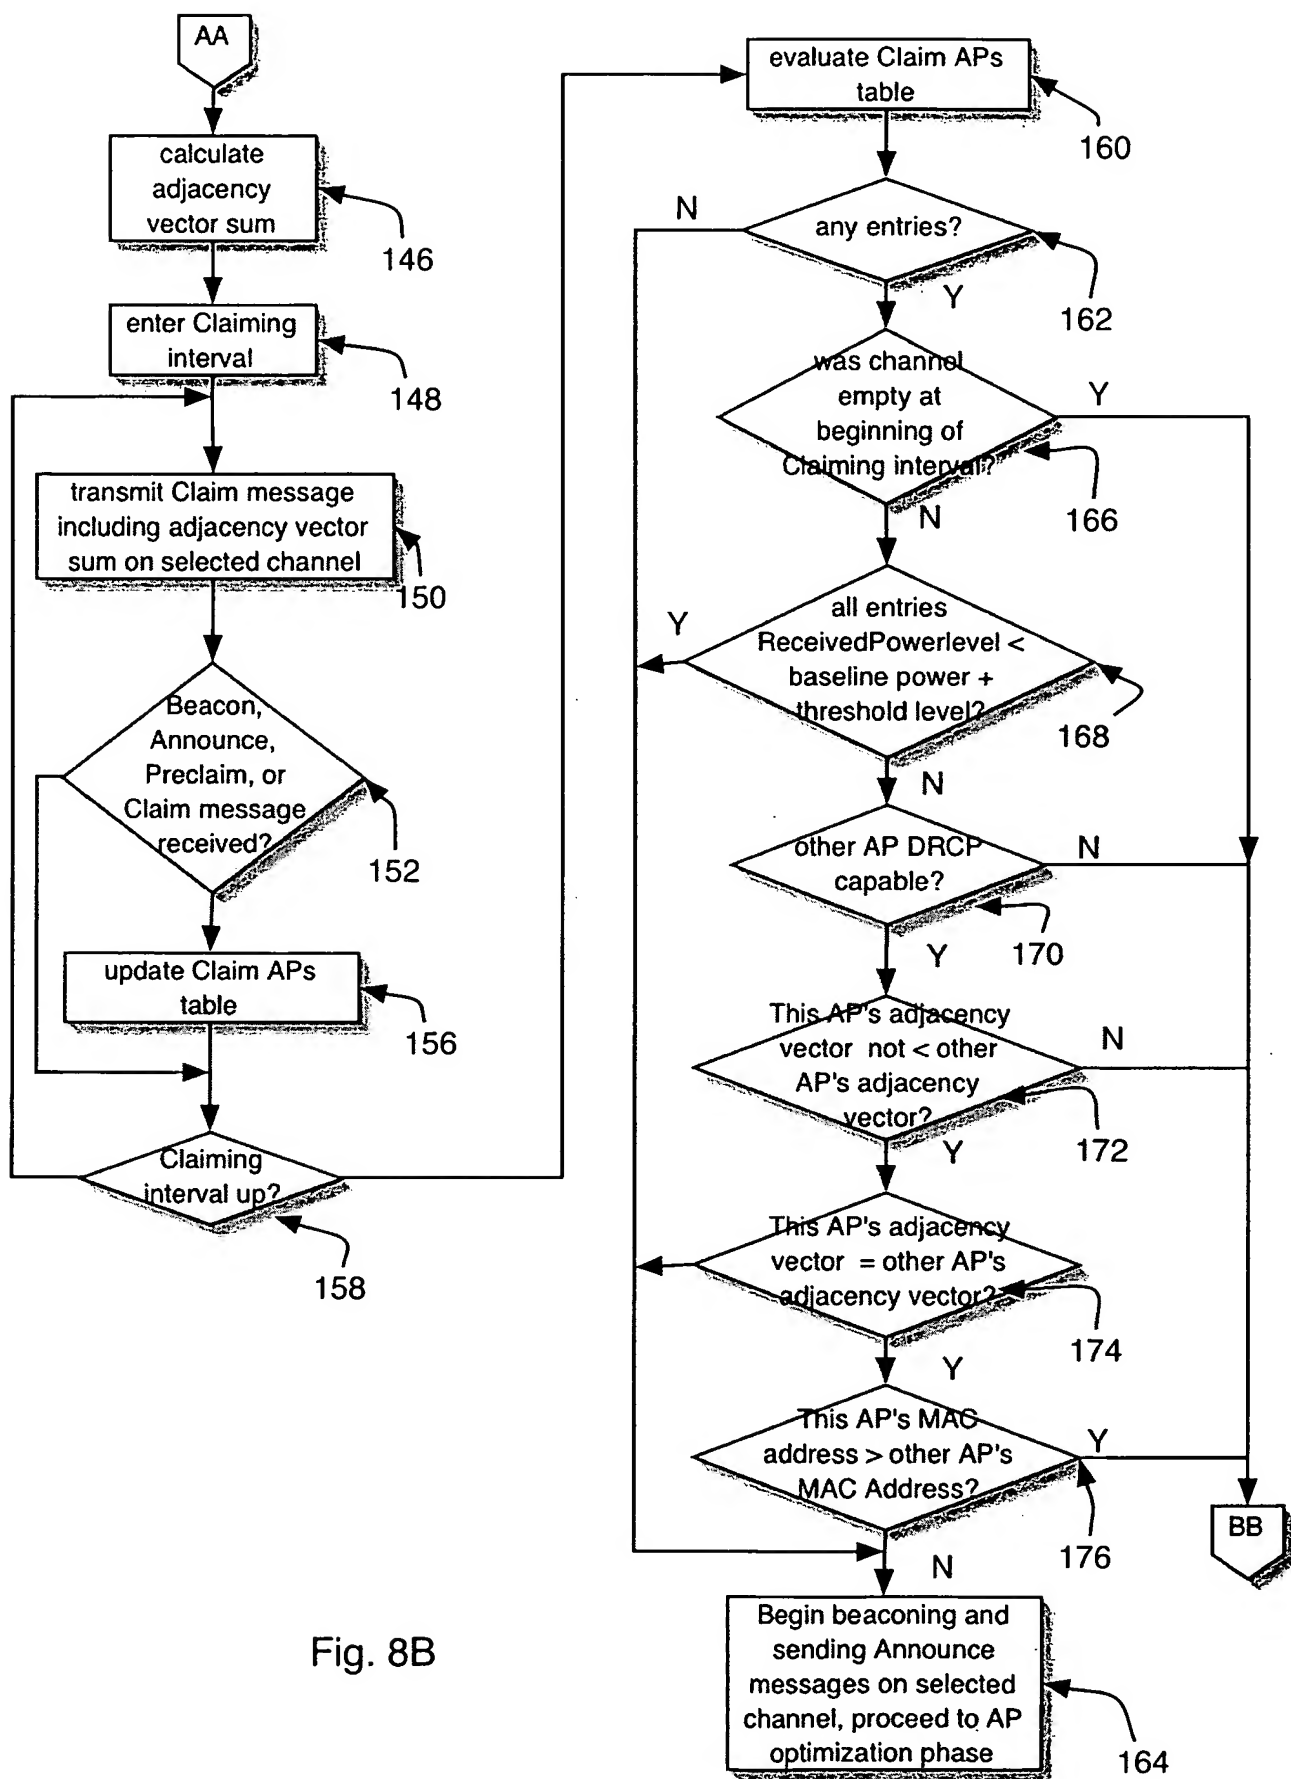 AA
calculate
adjacency
vector sum
146
enter Claiming
interval
148
transmit Claim message
including adjacency vector
sum on selected channel
150
Beacon,
Announce,
Preclaim, or
Claim message
received?
152
update Claim APs
table
156
Claiming
interval up?
158
evaluate Claim APs
table
160
N
any entries?
Y
162
was channel
empty at
beginning of
Claiming interval?
Y
N
166
all entries
ReceivedPowerlevel <
baseline power +
threshold level?
Y
168
N
other AP DRCP
capable?
N
Y
170
This AP's adjacency
vector not < other
AP's adjacency
vector?
N
Y
172
This AP's adjacency
vector = other AP's
adjacency vector?
174
Y
This AP's MAC
address > other AP's
MAC Address?
Y
176
N
BB
Begin beaconing and
sending Announce
messages on selected
channel, proceed to AP
optimization phase
164
Fig. 8B